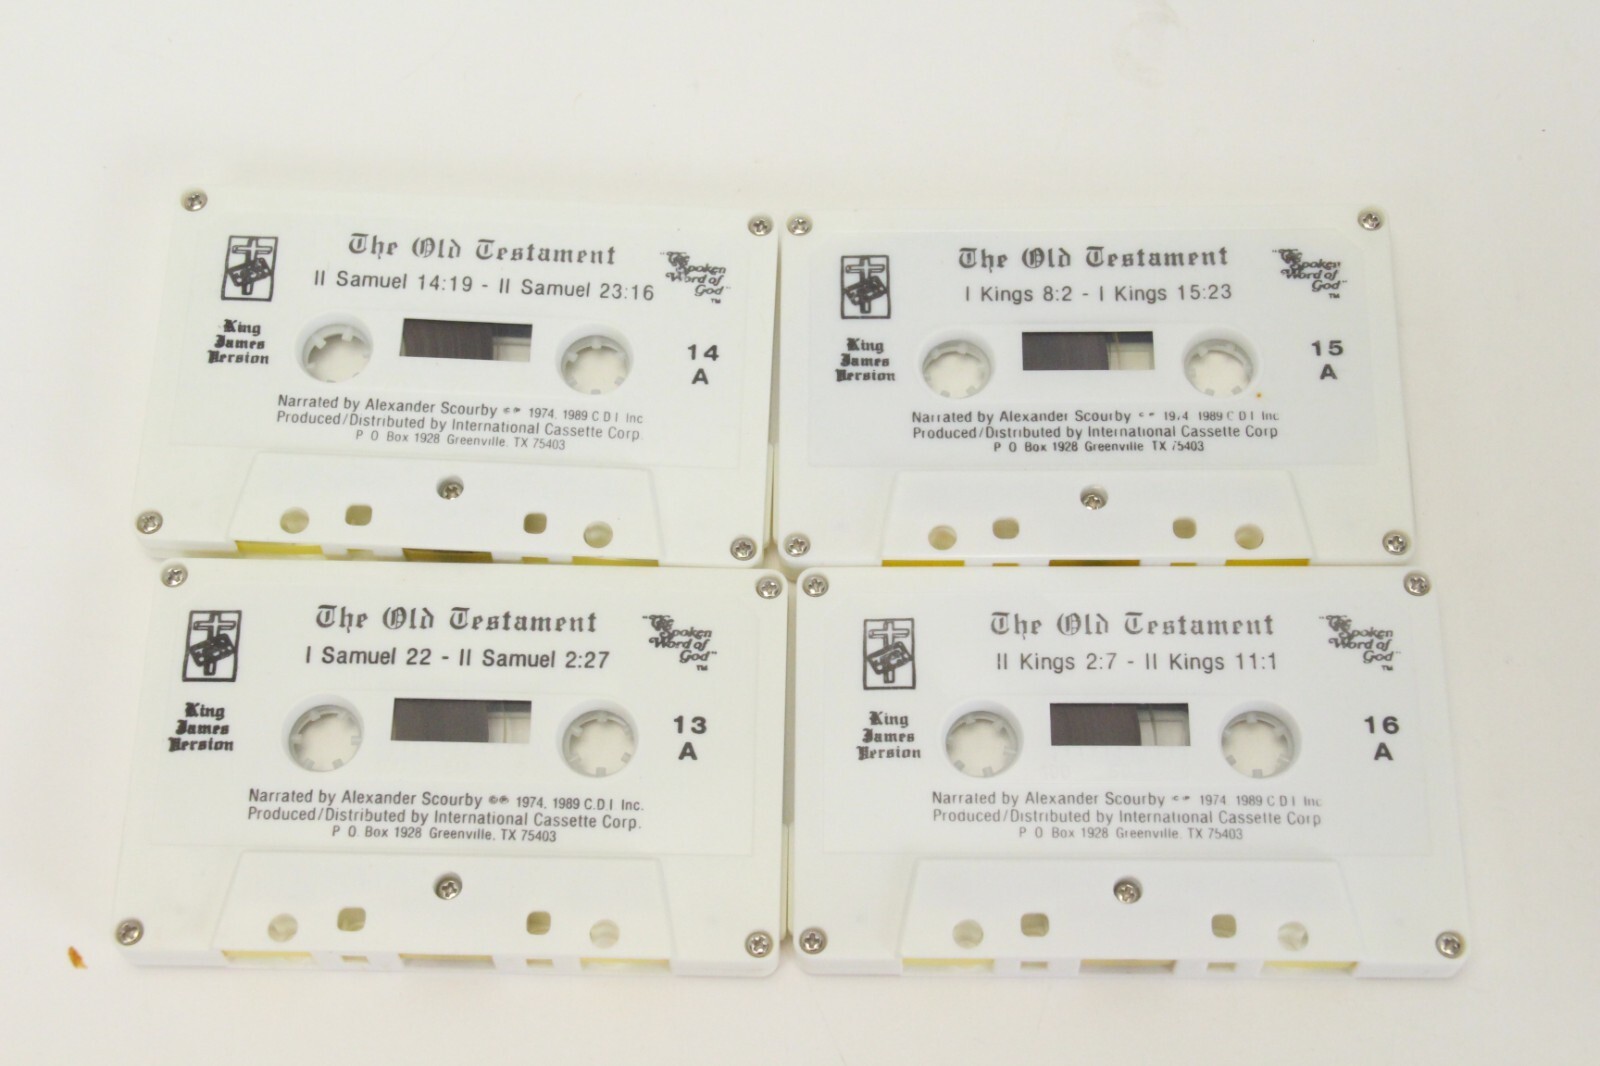 The Old Testament
II Samuel 14:19 - II Samuel 23:16
"The
Spoken
Word of
God"
TM
King
James
Version
14
A
Narrated by Alexander Scourby ©℗ 1974, 1989 C D I Inc
Produced/Distributed by International Cassette Corp
P O Box 1928 Greenville, TX 75403
The Old Testament
I Kings 8:2 - I Kings 15:23
"The
Spoken
Word of
God"
TM
King
James
Version
15
A
Narrated by Alexander Scourby 1989 C D I Inc
Produced/Distributed by International Cassette Corp
P O Box 1928 Greenville TX 75403
The Old Testament
I Samuel 22 - II Samuel 2:27
"The
Spoken
Word of
God"
TM
King
James
Version
13
A
Narrated by Alexander Scourby ©℗ 1974, 1989 C.D I Inc.
Produced/Distributed by International Cassette Corp.
P O Box 1928 Greenville, TX 75403
The Old Testament
II Kings 2:7 - II Kings 11:1
"The
Spoken
Word of
God"
TM
King
James
Version
16
A
Narrated by Alexander Scourby 1974 1989 C D I Inc
Produced/Distributed by International Cassette Corp
P O Box 1928 Greenville, TX 75403